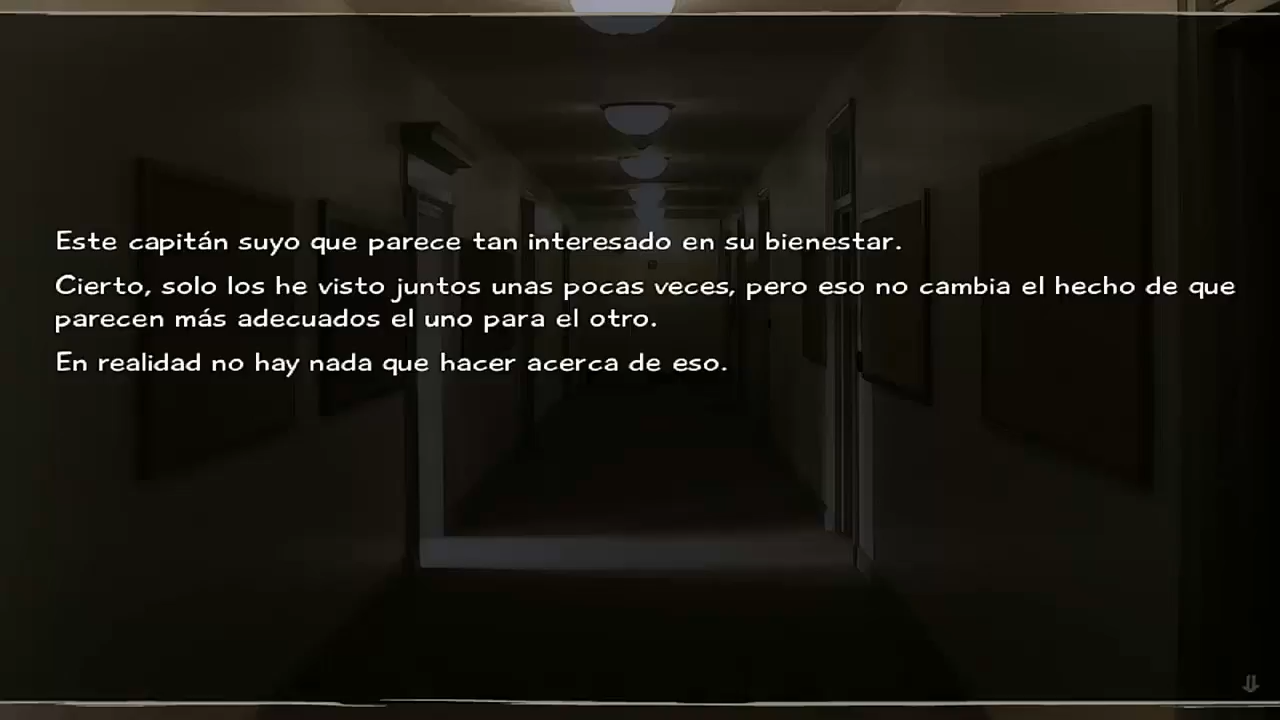 Este capitán suyo que parece tan interesado en su bienestar.
Cierto, solo los he visto juntos unas pocas veces, pero eso no cambia el hecho de que
parecen más adecuados el uno para el otro.
En realidad no hay nada que hacer acerca de eso.